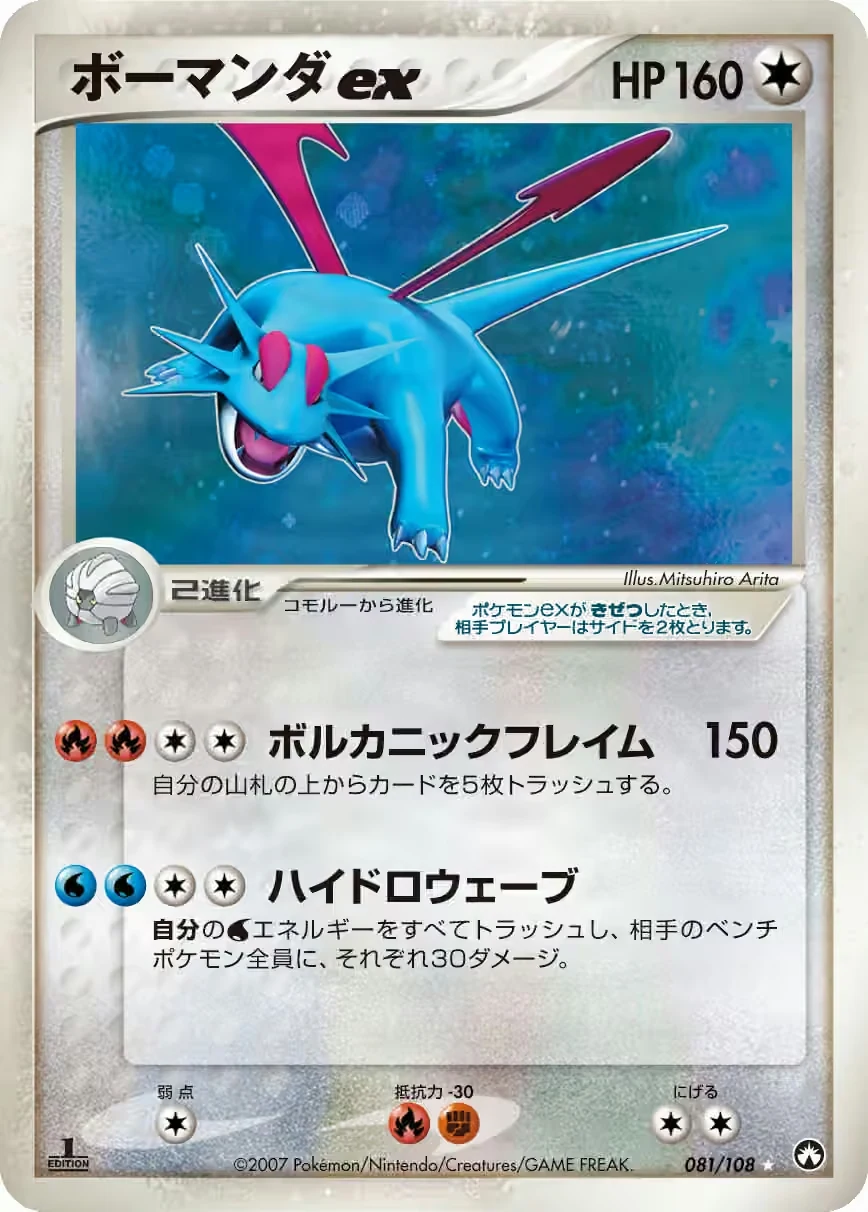 ボーマンダex HP160
Illus.Mitsuhiro Arita
2進化
コモルーから進化
ポケモンexが きぜつしたとき、
相手プレイヤーはサイドを2枚とります。
ボルカニックフレイム 150
自分の山札の上からカードを5枚トラッシュする。
ハイドロウェーブ
自分のエネルギーをすべてトラッシュし、相手のベンチ
ポケモン全員に、それぞれ30ダメージ。
弱点 抵抗力 -30 にげる
1
EDITION
©2007 Pokémon/Nintendo/Creatures/GAME FREAK.
081/108 ★